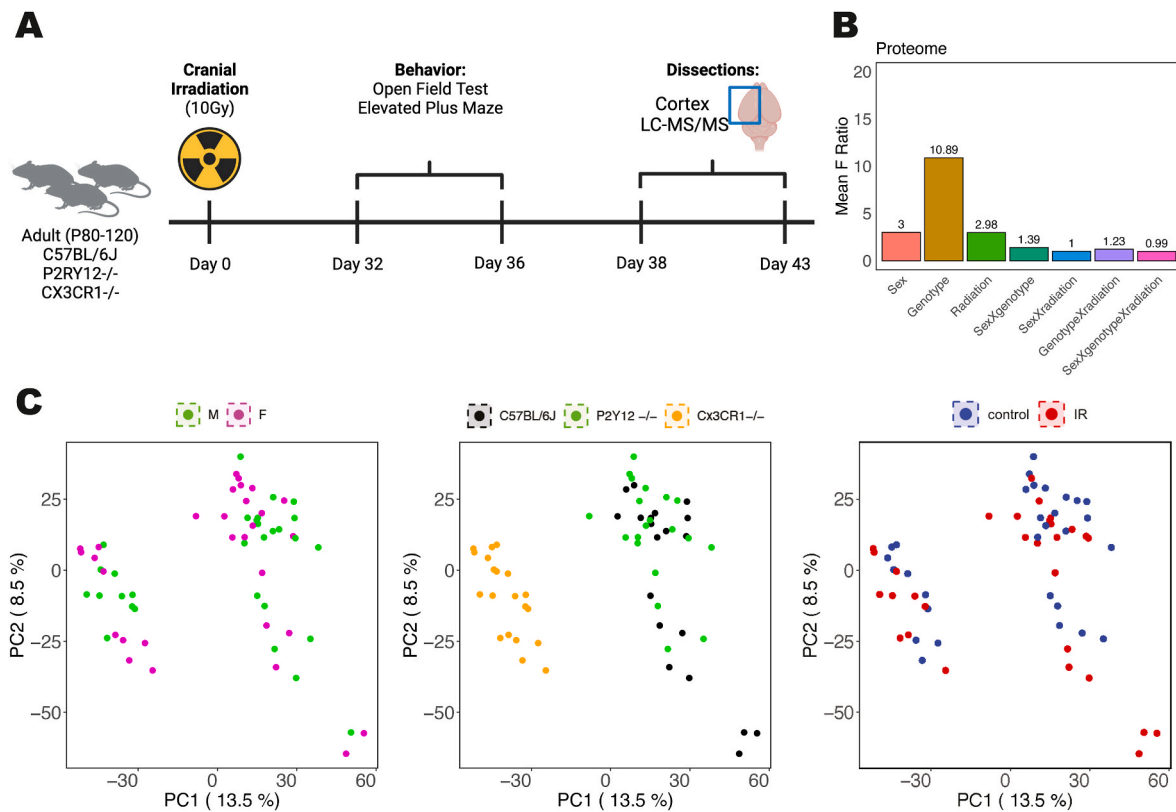 A
Cranial
Irradiation
(10Gy)
Behavior:
Open Field Test
Elevated Plus Maze
Dissections:
Cortex
LC-MS/MS
Adult (P80-120)
C57BL/6J
P2RY12-/-
CX3CR1-/-
Day 0
Day 32
Day 36
Day 38
Day 43
B
Proteome
Mean F Ratio
20
15
10
5
0
3
10.89
2.98
1.39
1
1.23
0.99
Sex
Genotype
Radiation
SexXgenotype
SexXradiation
GenotypeXradiation
SexXgenotypeXradiation
C
M F
PC2 ( 8.5 %)
25
0
−25
−50
−30 0 30 60
PC1 ( 13.5 %)
C57BL/6J P2Y12 −/− Cx3CR1−/−
PC2 ( 8.5 %)
25
0
−25
−50
−30 0 30 60
PC1 ( 13.5 %)
control IR
PC2 ( 8.5 %)
25
0
−25
−50
−30 0 30 60
PC1 ( 13.5 %)